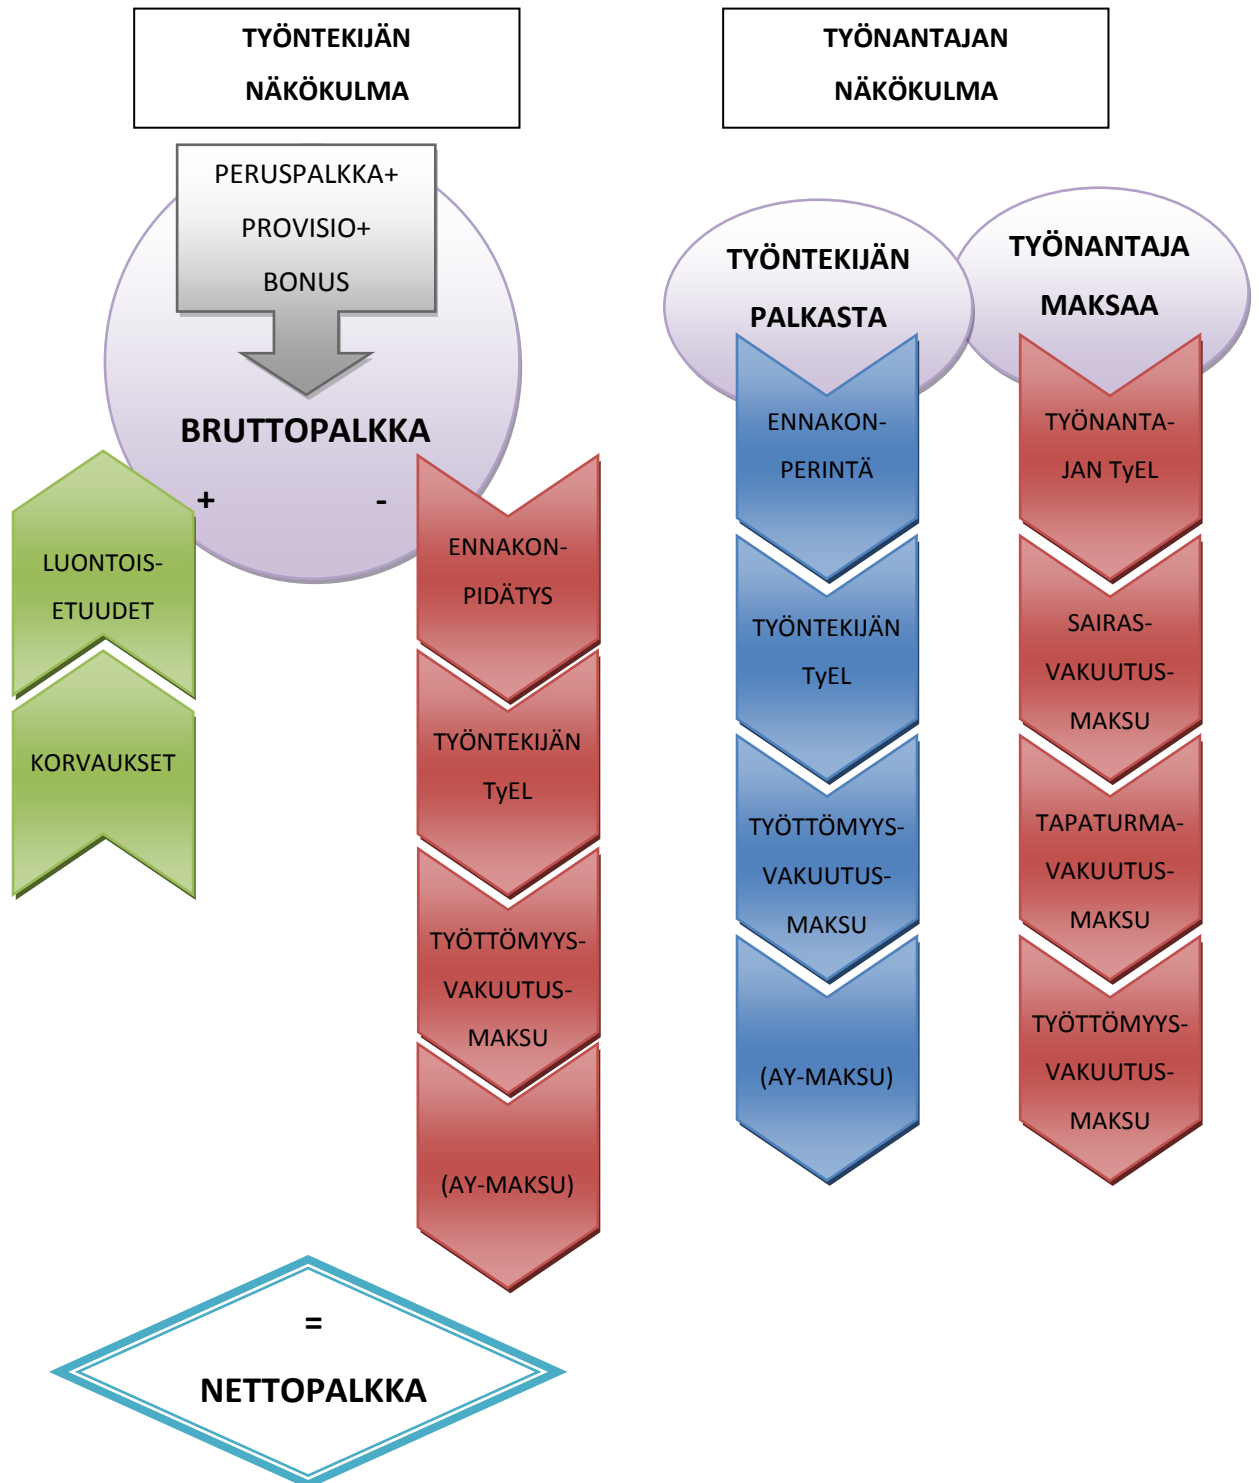 TYÖNTEKIJÄN
NÄKÖKULMA
PERUSPALKKA+
PROVISIO+
BONUS
BRUTTOPALKKA
+
-
LUONTOIS-
ETUUDET
KORVAUKSET
ENNAKON-
PIDÄTYS
TYÖNTEKIJÄN
TyEL
TYÖTTÖMYYS-
VAKUUTUS-
MAKSU
(AY-MAKSU)
=
NETTOPALKKA
TYÖNANTAJAN
NÄKÖKULMA
TYÖNTEKIJÄN
PALKASTA
ENNAKON-
PERINTÄ
TYÖNTEKIJÄN
TyEL
TYÖTTÖMYYS-
VAKUUTUS-
MAKSU
(AY-MAKSU)
TYÖNANTAJA
MAKSAA
TYÖNANTA-
JAN TyEL
SAIRAS-
VAKUUTUS-
MAKSU
TAPATURMA-
VAKUUTUS-
MAKSU
TYÖTTÖMYYS-
VAKUUTUS-
MAKSU